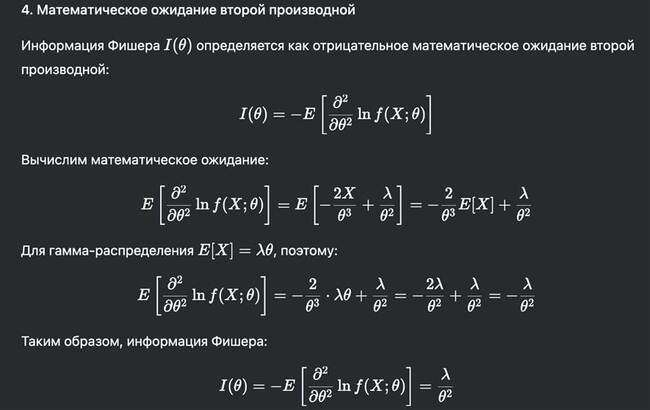 4. Математическое ожидание второй производной
Информация Фишера I(θ) определяется как отрицательное математическое ожидание второй
производной:
I(θ) = −E [∂²/∂θ² ln f(X; θ)]
Вычислим математическое ожидание:
E [∂²/∂θ² ln f(X; θ)] = E [−2X/θ³ + λ/θ²] = −2/θ³ E[X] + λ/θ²
Для гамма-распределения E[X] = λθ, поэтому:
E [∂²/∂θ² ln f(X; θ)] = −2/θ³ · λθ + λ/θ² = −2λ/θ² + λ/θ² = −λ/θ²
Таким образом, информация Фишера:
I(θ) = −E [∂²/∂θ² ln f(X; θ)] = λ/θ²